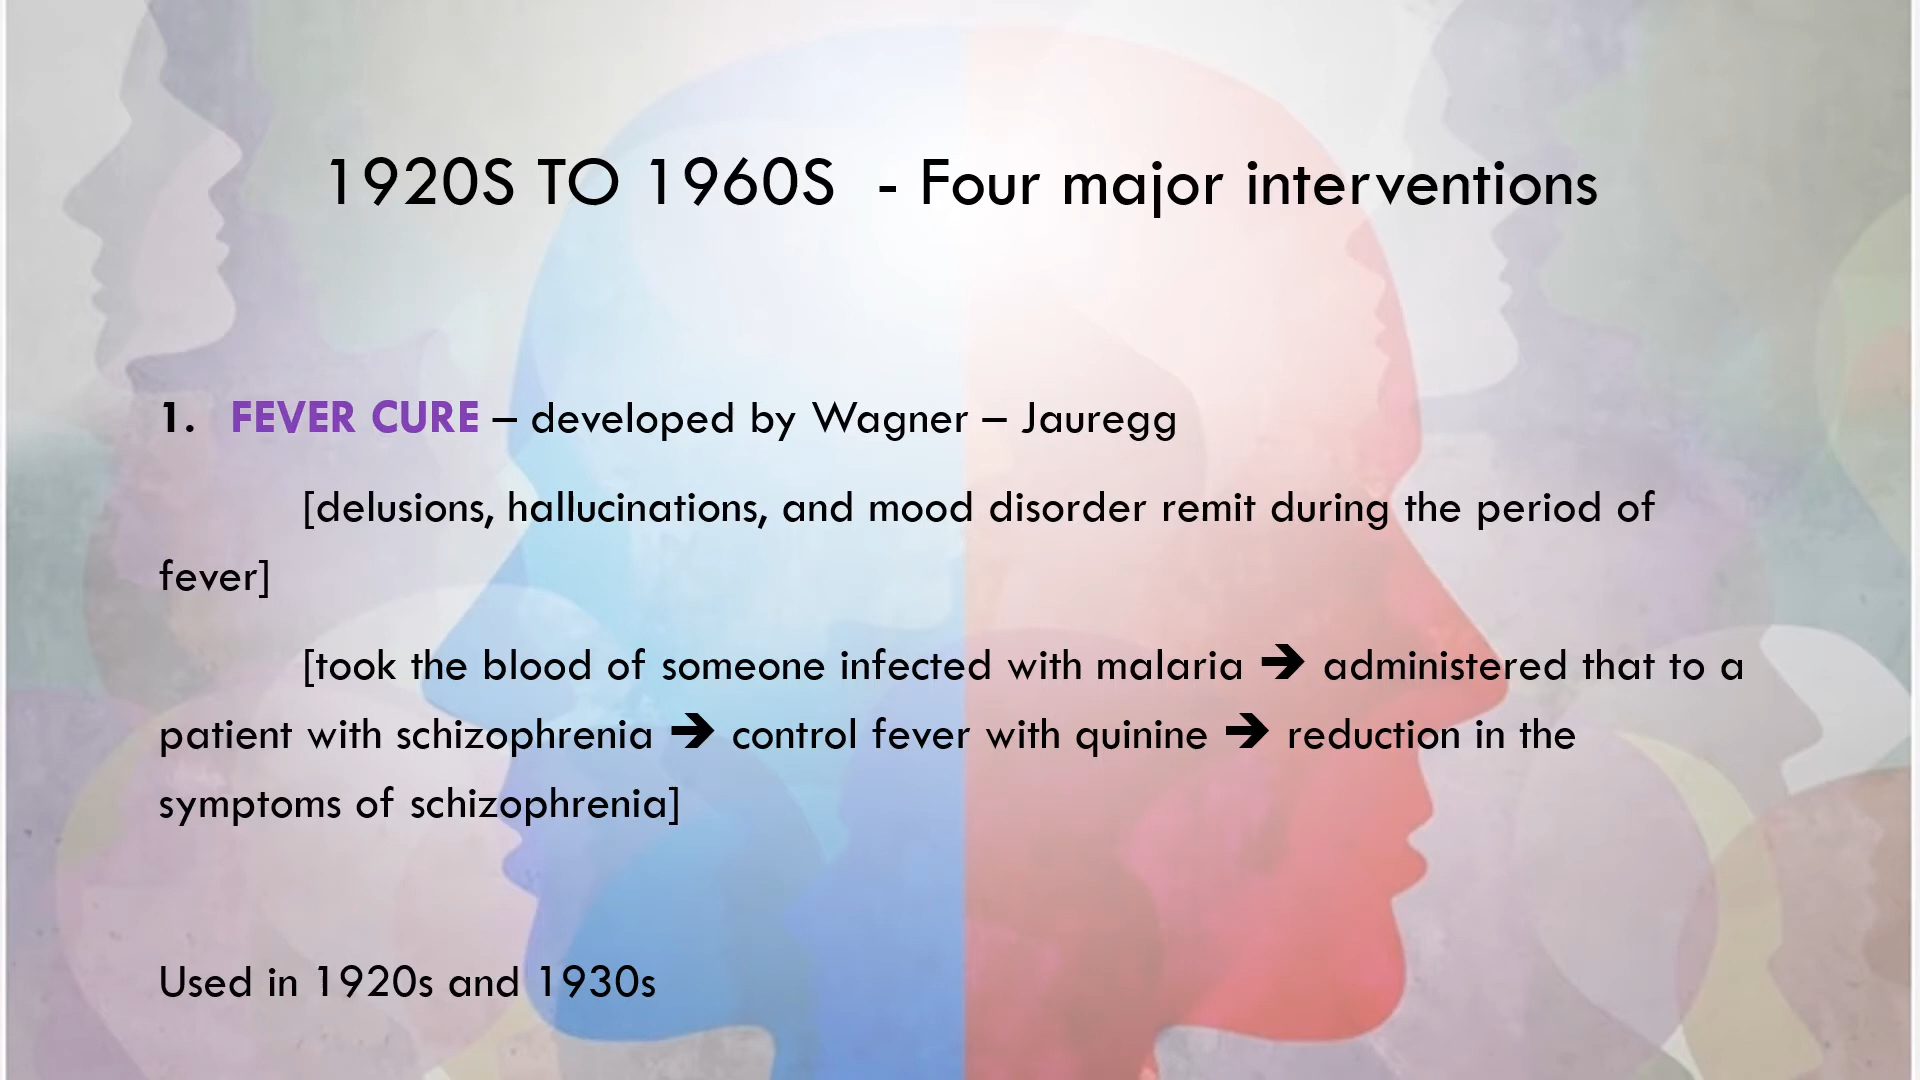 1920S TO 1960S - Four major interventions
1. FEVER CURE – developed by Wagner – Jauregg
[delusions, hallucinations, and mood disorder remit during the period of
fever]
[took the blood of someone infected with malaria ➔ administered that to a
patient with schizophrenia ➔ control fever with quinine ➔ reduction in the
symptoms of schizophrenia]
Used in 1920s and 1930s